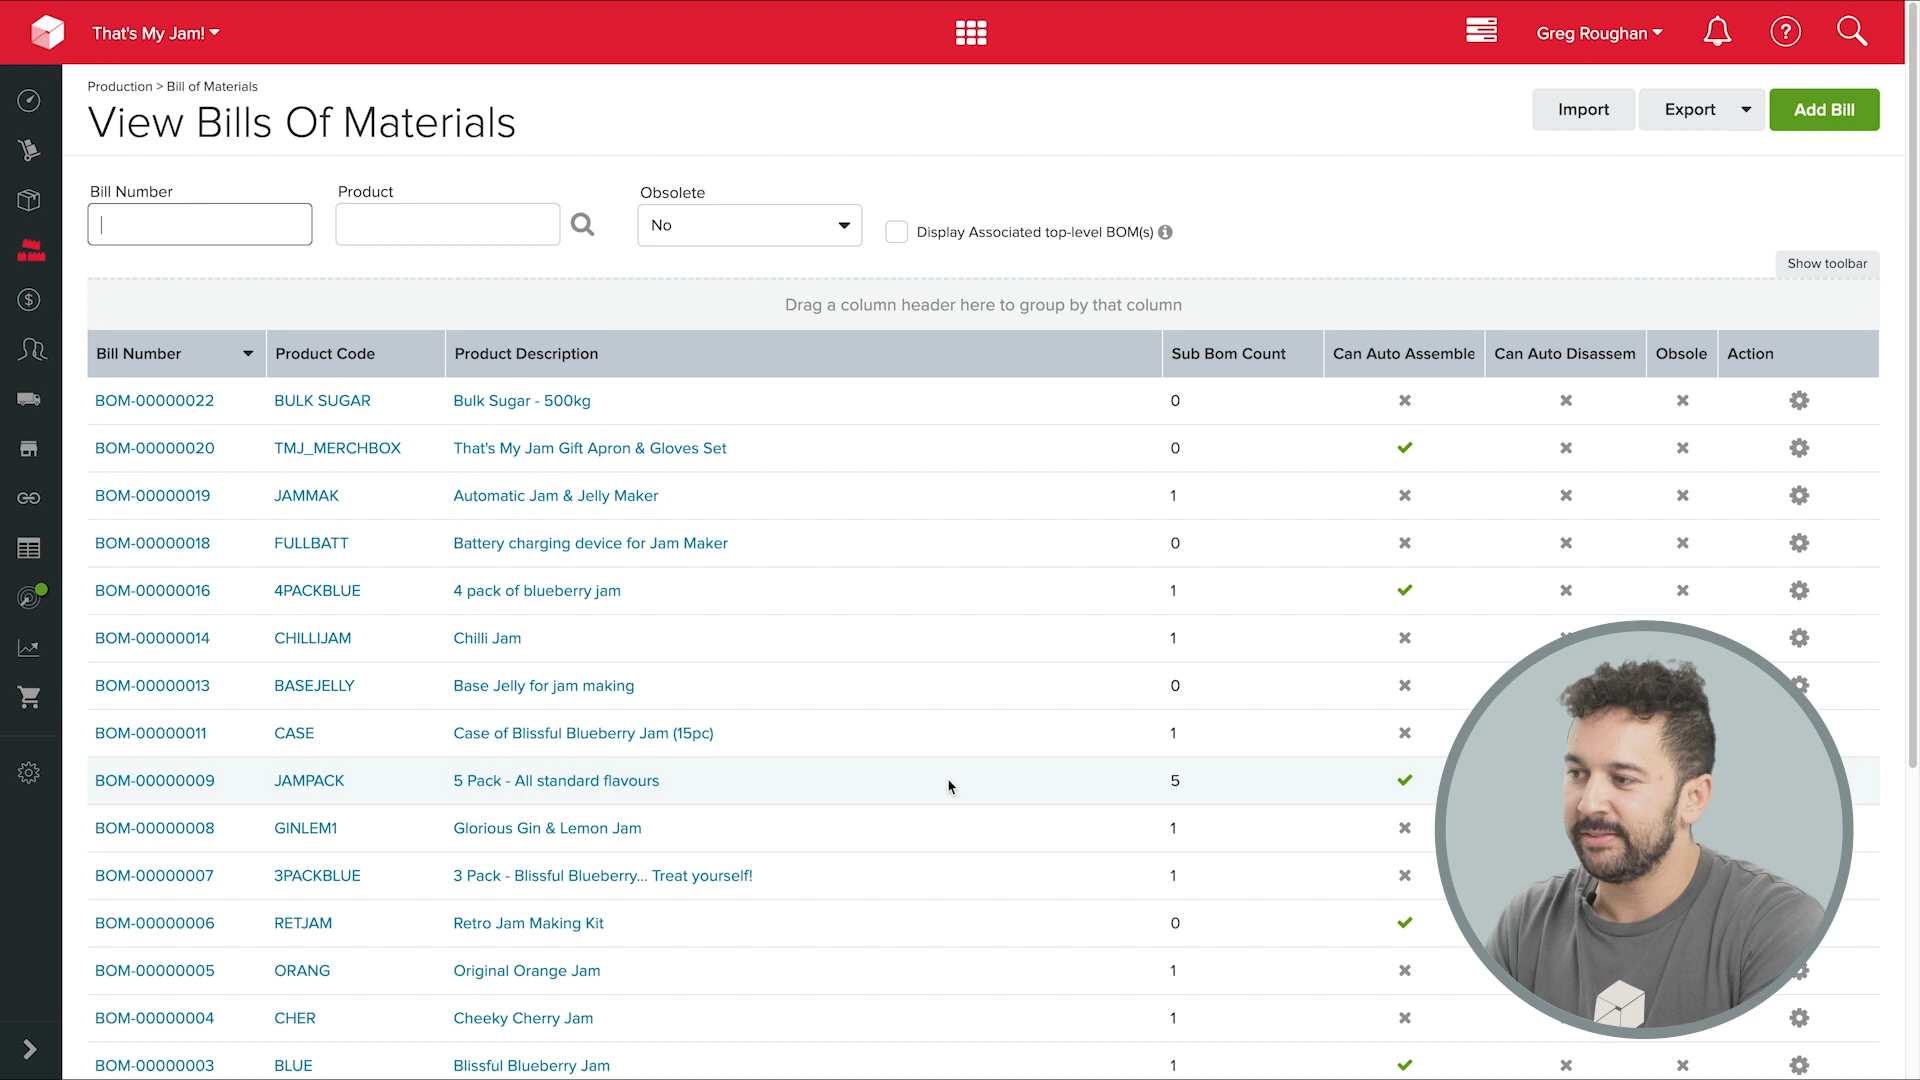 That's My Jam!
Greg Roughan
Production > Bill of Materials
View Bills Of Materials
Import
Export
Add Bill
Bill Number
Product
Obsolete
No
Display Associated top-level BOM(s)
Show toolbar
Drag a column header here to group by that column
Bill Number Product Code Product Description Sub Bom Count Can Auto Assemble Can Auto Disassem Obsole Action
BOM-00000022 BULK SUGAR Bulk Sugar - 500kg 0
BOM-00000020 TMJ_MERCHBOX That's My Jam Gift Apron & Gloves Set 0
BOM-00000019 JAMMAK Automatic Jam & Jelly Maker 1
BOM-00000018 FULLBATT Battery charging device for Jam Maker 0
BOM-00000016 4PACKBLUE 4 pack of blueberry jam 1
BOM-00000014 CHILLIJAM Chilli Jam 1
BOM-00000013 BASEJELLY Base Jelly for jam making 0
BOM-00000011 CASE Case of Blissful Blueberry Jam (15pc) 1
BOM-00000009 JAMPACK 5 Pack - All standard flavours 5
BOM-00000008 GINLEM1 Glorious Gin & Lemon Jam 1
BOM-00000007 3PACKBLUE 3 Pack - Blissful Blueberry... Treat yourself! 1
BOM-00000006 RETJAM Retro Jam Making Kit 0
BOM-00000005 ORANG Original Orange Jam 1
BOM-00000004 CHER Cheeky Cherry Jam 1
BOM-00000003 BLUE Blissful Blueberry Jam 1